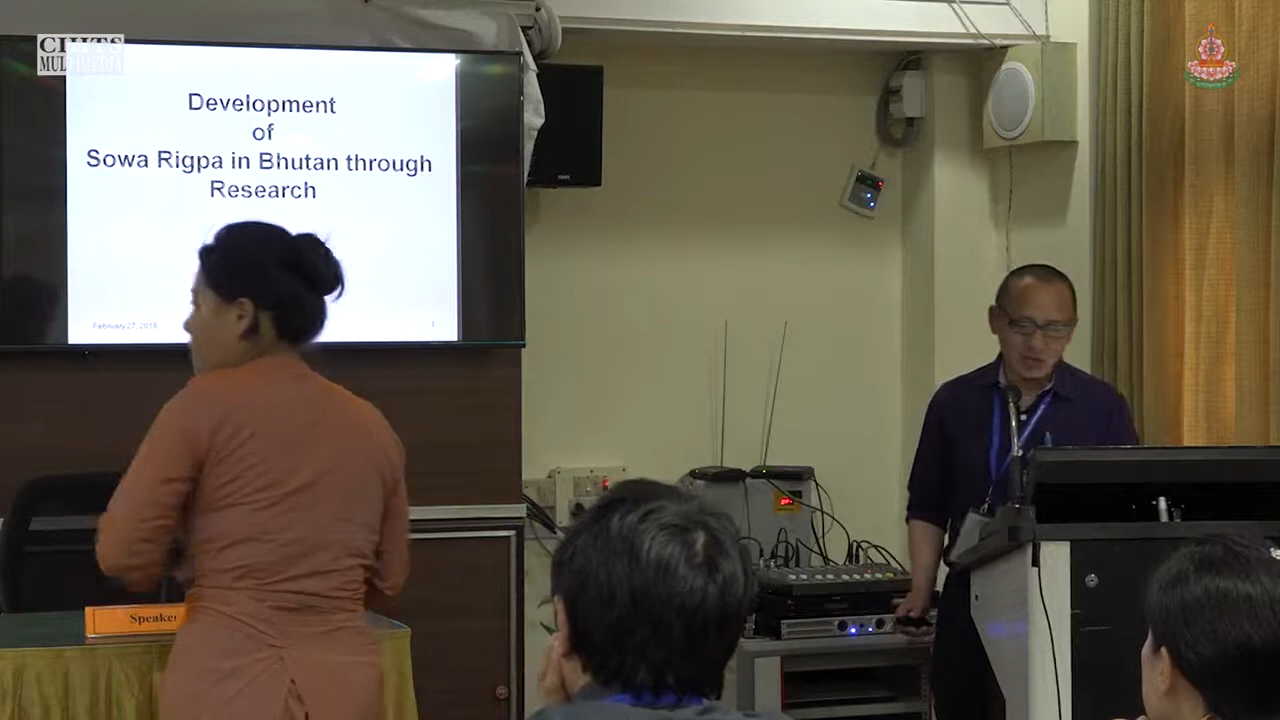 CIHTS
MULTIMEDIA
Development
of
Sowa Rigpa in Bhutan through
Research
February 27, 2018
1
Speaker